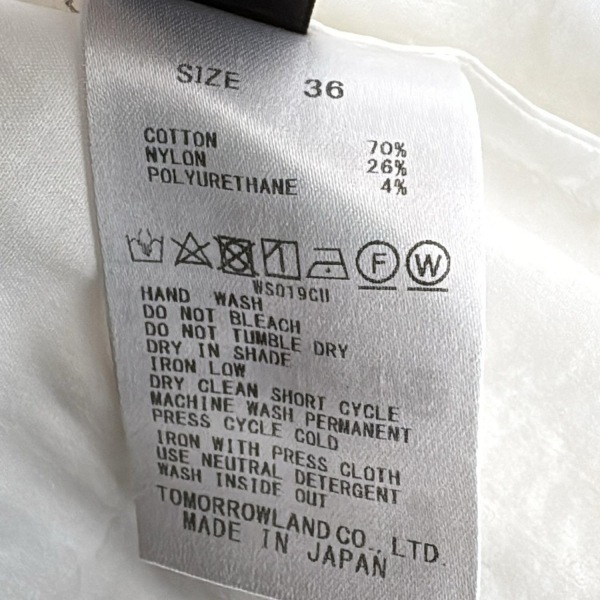 SIZE 36
COTTON 70%
NYLON 26%
POLYURETHANE 4%
F W
WS019CU
HAND WASH
DO NOT BLEACH
DO NOT TUMBLE DRY
DRY IN SHADE
IRON LOW
DRY CLEAN SHORT CYCLE
MACHINE WASH PERMANENT
PRESS CYCLE COLD
IRON WITH PRESS CLOTH
USE NEUTRAL DETERGENT
WASH INSIDE OUT
TOMORROWLAND CO., LTD.
MADE IN JAPAN